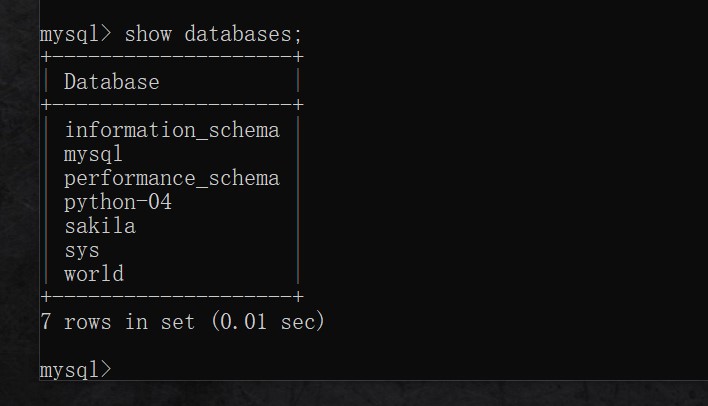 mysql> show databases;
+--------------------+
| Database           |
+--------------------+
| information_schema |
| mysql              |
| performance_schema |
| python-04          |
| sakila             |
| sys                |
| world              |
+--------------------+
7 rows in set (0.01 sec)
mysql>